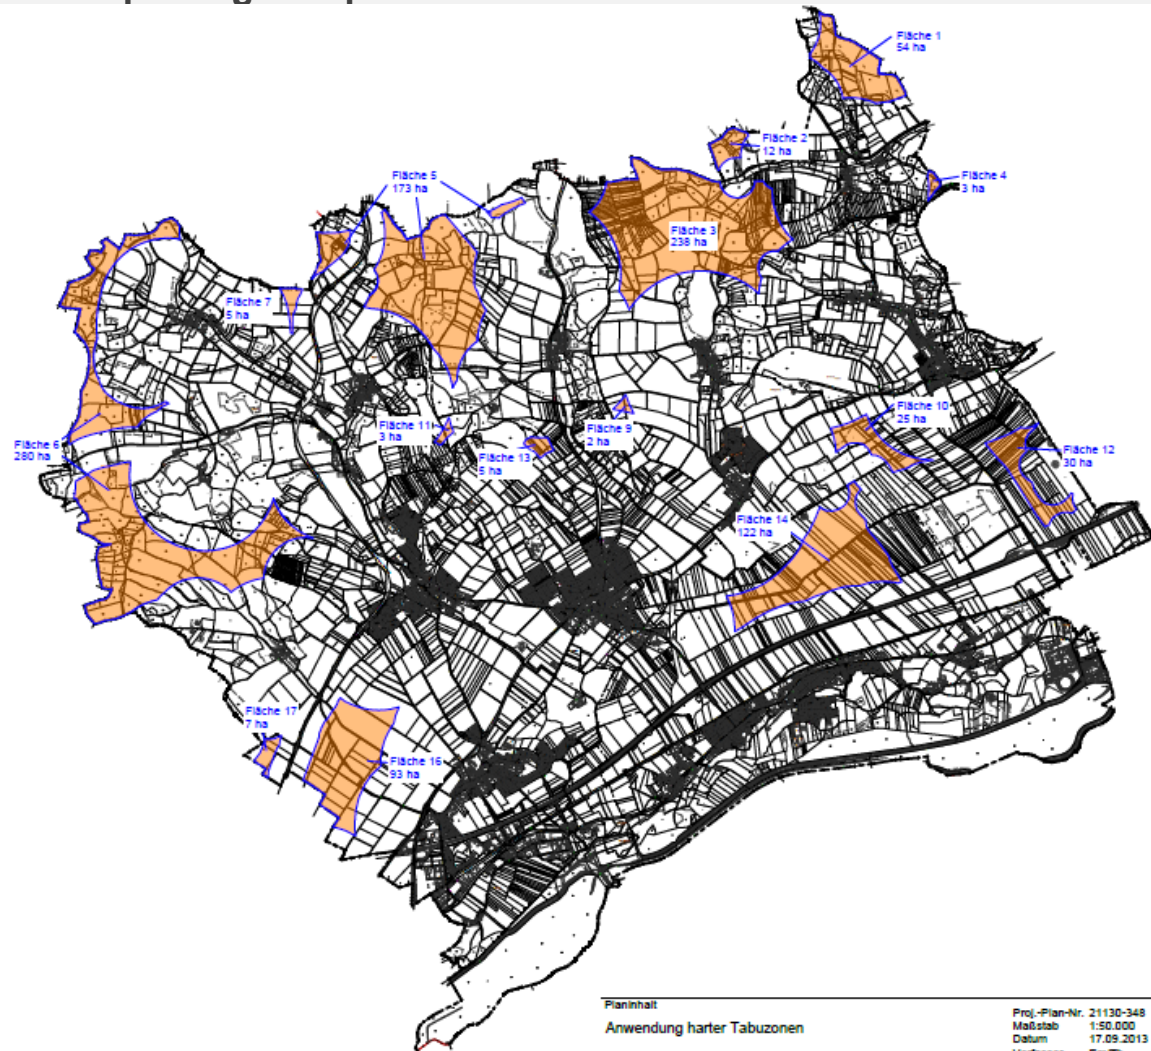 Fläche 1
54 ha
Fläche 2
12 ha
Fläche 4
3 ha
Fläche 5
173 ha
Fläche 3
238 ha
Fläche 7
5 ha
Fläche 10
25 ha
Fläche 9
2 ha
Fläche 11
3 ha
Fläche 13
5 ha
Fläche 6
280 ha
Fläche 12
30 ha
Fläche 14
122 ha
Fläche 17
7 ha
Fläche 16
93 ha
Planinhalt
Anwendung harter Tabuzonen
Proj.-Plan-Nr. 21130-348
Maßstab 1:50.000
Datum 17.09.2013